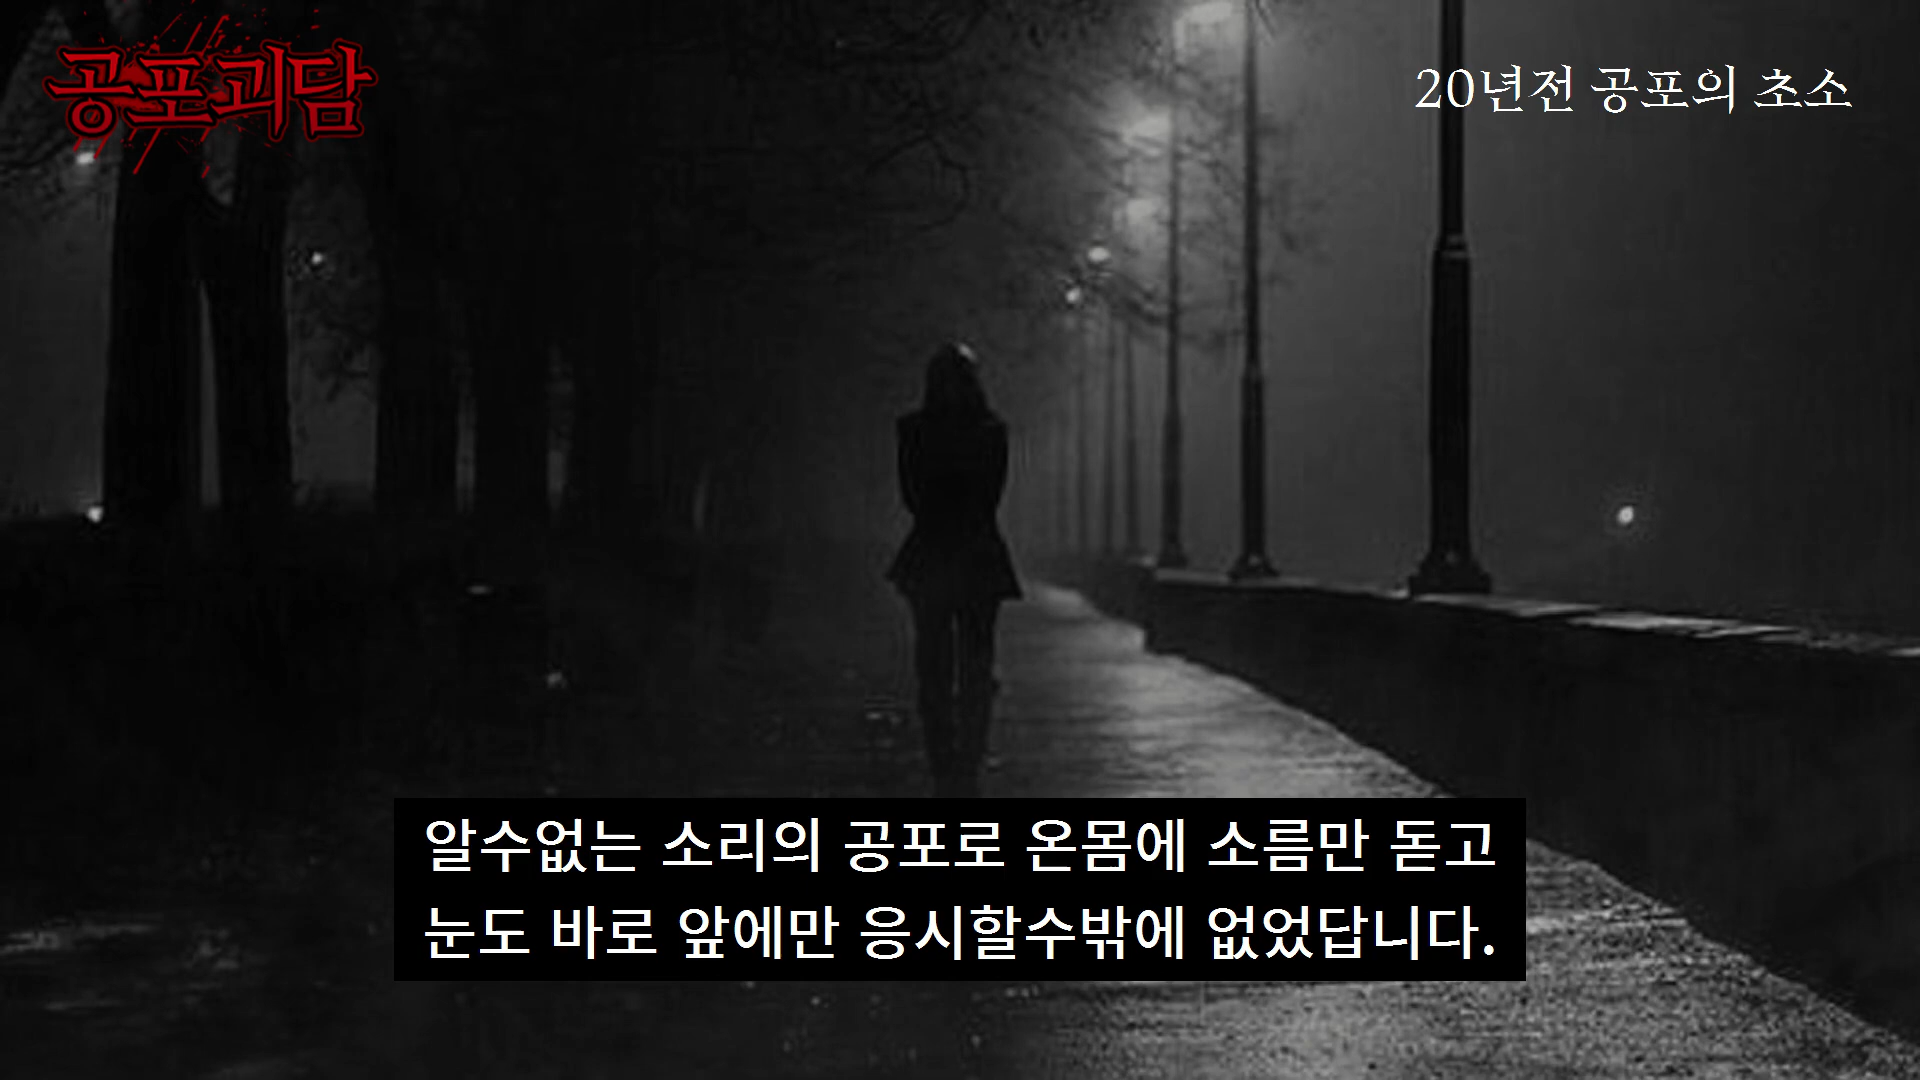 공포괴담
20년전 공포의 초소
알수없는 소리의 공포로 온몸에 소름만 돋고
눈도 바로 앞에만 응시할수밖에 없었답니다.